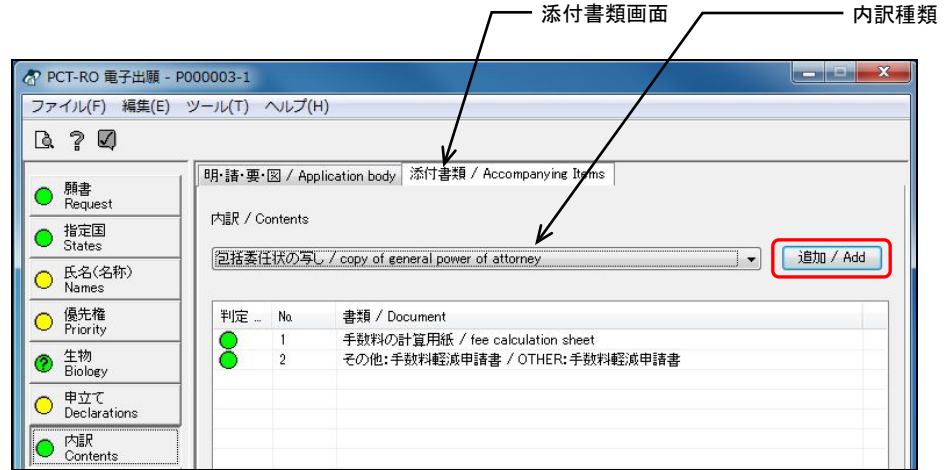 添付書類画面
内訳種類
PCT-RO 電子出願 - P000003-1
ファイル(F) 編集(E) ツール(T) ヘルプ(H)
明・請・要・図 / Application body
添付書類 / Accompanying Items
願書
Request
指定国
States
氏名(名称)
Names
優先権
Priority
生物
Biology
申立て
Declarations
内訳
Contents
内訳 / Contents
包括委任状の写し / copy of general power of attorney
追加 / Add
判定 ... No. 書類 / Document
1 手数料の計算用紙 / fee calculation sheet
2 その他:手数料軽減申請書 / OTHER:手数料軽減申請書